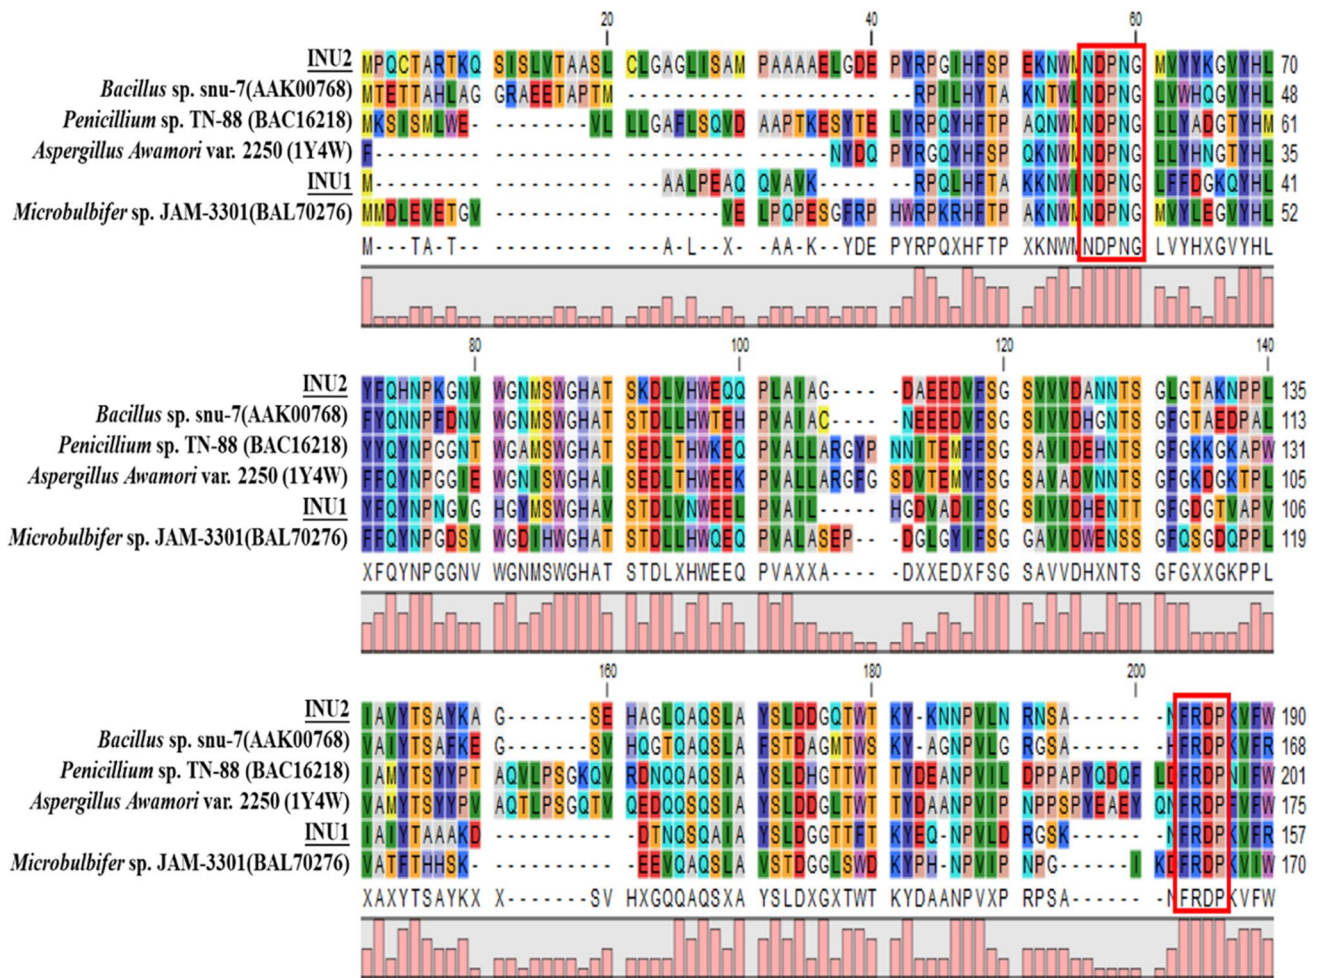 20 40 60
INU2 MPQCTARTKQ SISLVTAASL CLGAGLISAM PAAAAELGDE PYRPGIHFSP EKNWMNDPNG MVYYKGVYHL 70
Bacillus sp. snu-7(AAK00768) MTETTAHLAG GRAEETAPTM ---------- ---------- --RPILHYTA KNTWLNDPNG LVWHQGVYHL 48
Penicillium sp. TN-88 (BAC16218) MKSISMLWE- --------VL LLGAFLSQVD AAPTKESYTE LYRPQYHFTP AQNWMNDPNG LLYADGTYHM 61
Aspergillus Awamori var. 2250 (1Y4W) F--------- ---------- ---------- ------NYDQ PYRGQYHFSP QKNWMNDPNG LLYHNGTYHL 35
INU1 M--------- ---------- ---AALPEAQ QVAVK----- --RPQLHFTA KKNWINDPNG LFFDGKQYHL 41
Microbulbifer sp. JAM-3301(BAL70276) MMDLEVETGV ---------- --------VE LPQPESGFRP HWRPKRHFTP AKNWMNDPNG MVYLEGVYHL 52
M---TA-T-- ---------- ---A-L--X- -AA-K--YDE PYRPQXHFTP XKNWMNDPNG LVYHXGVYHL
80 100 120 140
INU2 YFQHNPKGNV WGNMSWGHAT SKDLVHWEQQ PLAIAG---- -DAEEDVFSG SVVVDANNTS GLGTAKNPPL 135
Bacillus sp. snu-7(AAK00768) FYQNNPFDNV WGNMSWGHAT STDLLHWTEH PVAIAC---- -NEEEDVFSG SIVVDHGNTS GFGTAEDPAL 113
Penicillium sp. TN-88 (BAC16218) YYQYNPGGNT WGAMSWGHAT SEDLTHWKEQ PVALLARGYP NNITEMFFSG SAVIDEHNTS GFGKKGKAPW 131
Aspergillus Awamori var. 2250 (1Y4W) FFQYNPGGIE WGNISWGHAI SEDLTHWEEK PVALLARGFG SDVTEMYFSG SAVADVNNTS GFGKDGKTPL 105
INU1 YFQYNPNGVG HGYMSWGHAV STDLVNWEEL PVAIL----- HGDVADIFSG SIVVDHENTT GFGDGTVAPV 106
Microbulbifer sp. JAM-3301(BAL70276) FFQYNPGDSV WGDIHWGHAT STDLLHWQEQ PVALASEP-- -DGLGYIFSG GAVVDWENSS GFQSGDQPPL 119
XFQYNPGGNV WGNMSWGHAT STDLXHWEEQ PVAXXA---- -DXXEDXFSG SAVVDHXNTS GFGXXGKPPL
160 180 200
INU2 IAVYTSAYKA G-------SE HAGLQAQSLA YSLDDGQTWT KY-KNNPVLN RNSA------ -NFRDPKVFW 190
Bacillus sp. snu-7(AAK00768) VAIYTSAFKE G-------SV HQGTQAQSLA FSTDAGMTWS KY-AGNPVLG RGSA------ -HFRDPKVFR 168
Penicillium sp. TN-88 (BAC16218) IAMYTSYYPT AQVLPSGKQV RDNQQAQSIA YSLDHGTTWT TYDEANPVIL DPPAPYQDQF LDFRDPNIFW 201
Aspergillus Awamori var. 2250 (1Y4W) VAMYTSYYPV AQTLPSGQTV QEDQQSQSIA YSLDDGLTWT TYDAANPVIP NPPSPYEAEY QNFRDPFVFW 175
INU1 IAIYTAAAKD ---------- -DTNQSQAIA YSLDGGTTFT KYEQ-NPVLD RGSK------ -NFRDPKVFR 157
Microbulbifer sp. JAM-3301(BAL70276) VATFTHHSK- ---------- -EEVQAQSLA VSTDGGLSWD KYPH-NPVIP NPG------I KDFRDPKVIW 170
XAXYTSAYKX X-------SV HXGQQAQSXA YSLDXGXTWT KYDAANPVXP RPSA------ -NFRDPKVFW